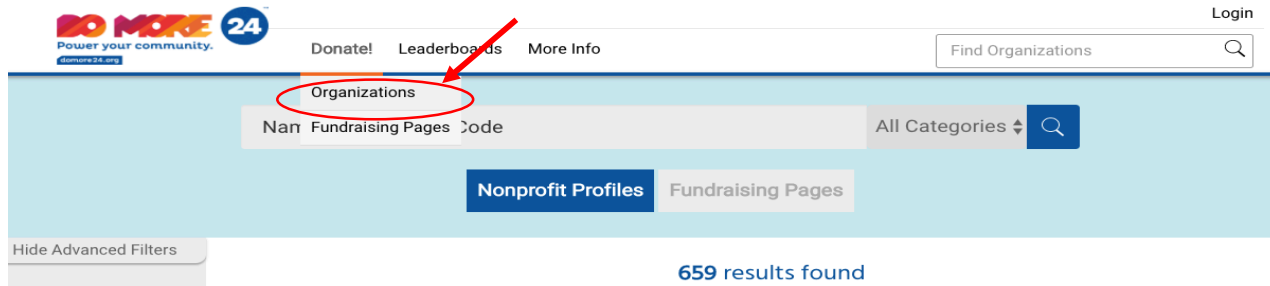 Login
DO MORE 24
Power your community.
domore24.org
Donate! Leaderboards More Info
Find Organizations
Organizations
Fundraising Pages
Code
All Categories
Nonprofit Profiles Fundraising Pages
Hide Advanced Filters
659 results found